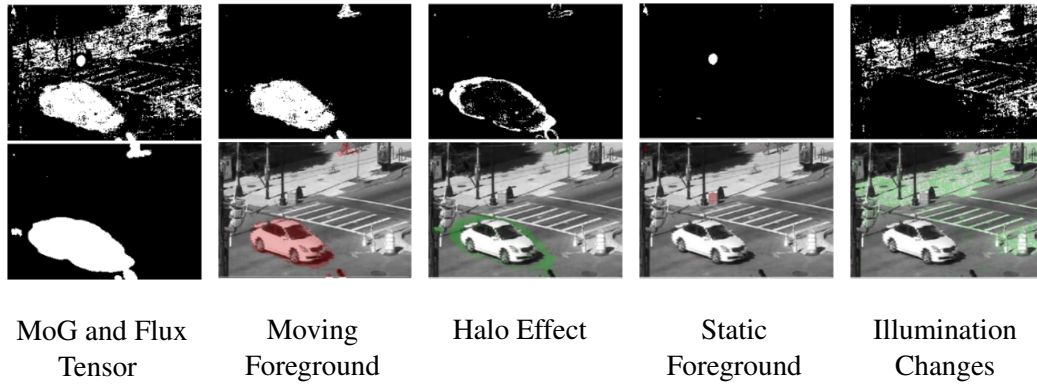 MoG and Flux
Tensor
Moving
Foreground
Halo Effect
Static
Foreground
Illumination
Changes